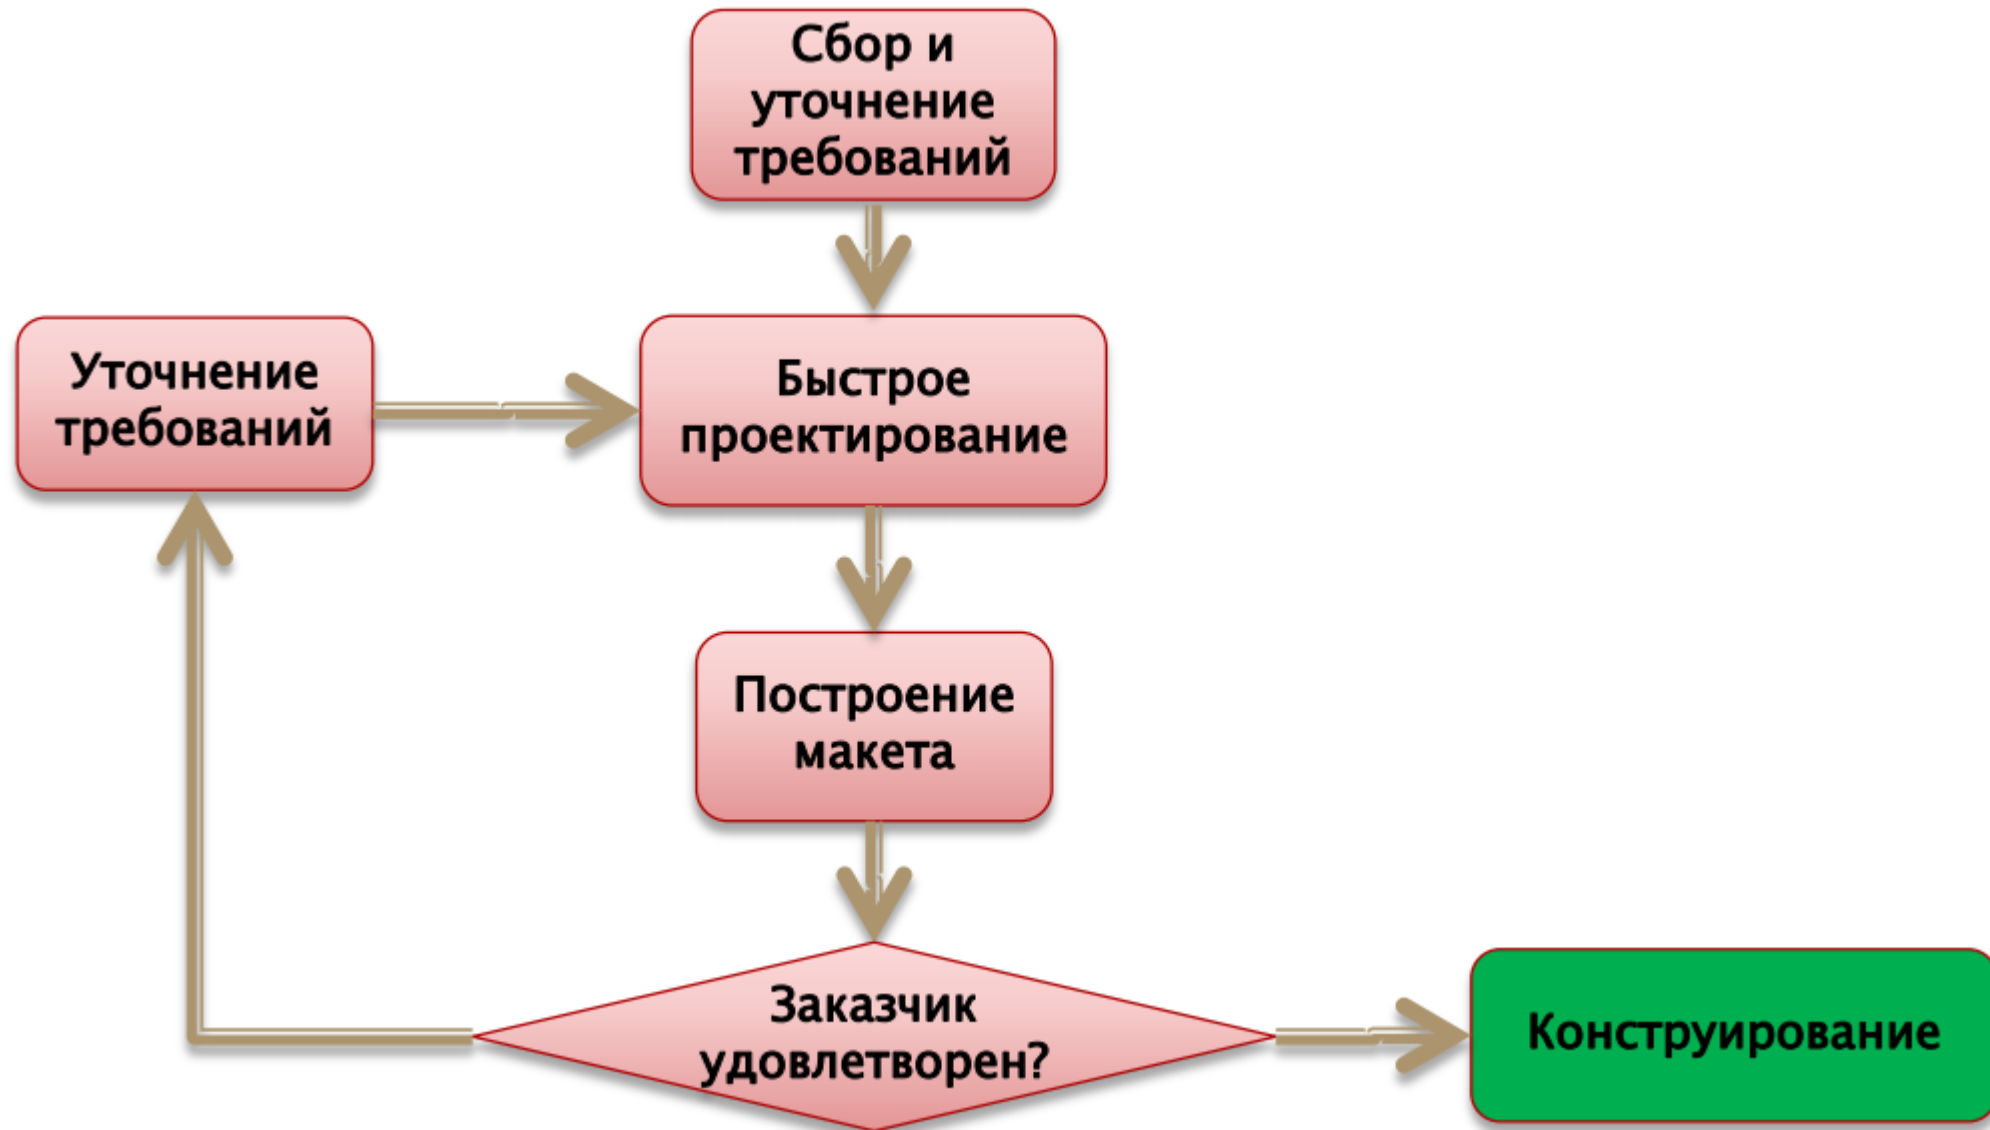 Сбор и
уточнение
требований
Уточнение
требований
Быстрое
проектирование
Построение
макета
Заказчик
удовлетворен?
Конструирование